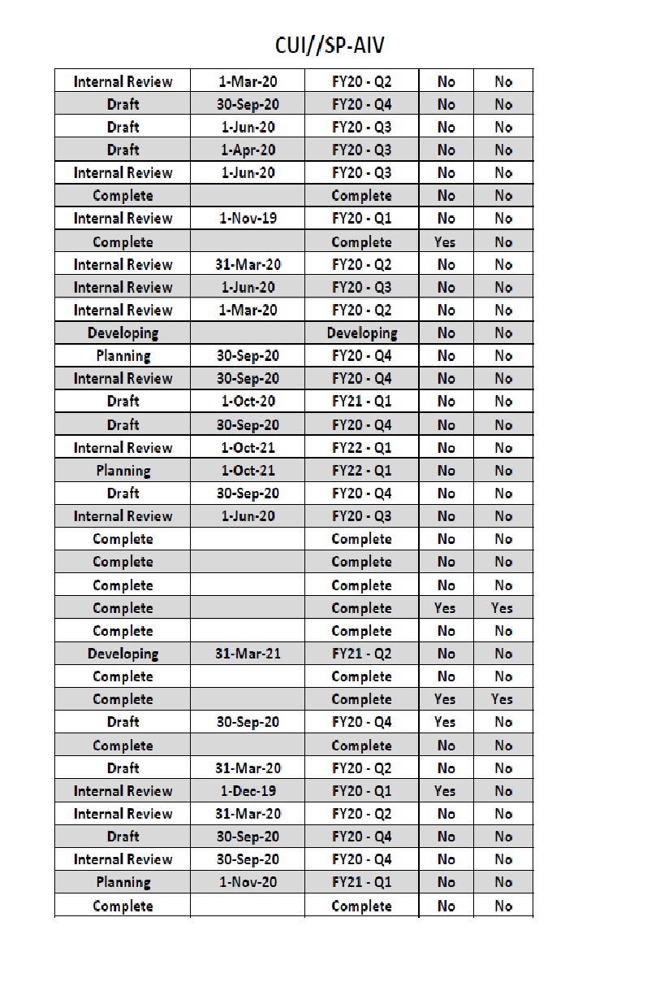 CUI//SP-AIV
Internal Review 1-Mar-20 FY20 - Q2 No No
Draft 30-Sep-20 FY20 - Q4 No No
Draft 1-Jun-20 FY20 - Q3 No No
Draft 1-Apr-20 FY20 - Q3 No No
Internal Review 1-Jun-20 FY20 - Q3 No No
Complete Complete No No
Internal Review 1-Nov-19 FY20 - Q1 No No
Complete Complete Yes No
Internal Review 31-Mar-20 FY20 - Q2 No No
Internal Review 1-Jun-20 FY20 - Q3 No No
Internal Review 1-Mar-20 FY20 - Q2 No No
Developing Developing No No
Planning 30-Sep-20 FY20 - Q4 No No
Internal Review 30-Sep-20 FY20 - Q4 No No
Draft 1-Oct-20 FY21 - Q1 No No
Draft 30-Sep-20 FY20 - Q4 No No
Internal Review 1-Oct-21 FY22 - Q1 No No
Planning 1-Oct-21 FY22 - Q1 No No
Draft 30-Sep-20 FY20 - Q4 No No
Internal Review 1-Jun-20 FY20 - Q3 No No
Complete Complete No No
Complete Complete No No
Complete Complete No No
Complete Complete Yes Yes
Complete Complete No No
Developing 31-Mar-21 FY21 - Q2 No No
Complete Complete No No
Complete Complete Yes Yes
Draft 30-Sep-20 FY20 - Q4 Yes No
Complete Complete No No
Draft 31-Mar-20 FY20 - Q2 No No
Internal Review 1-Dec-19 FY20 - Q1 Yes No
Internal Review 31-Mar-20 FY20 - Q2 No No
Draft 30-Sep-20 FY20 - Q4 No No
Internal Review 30-Sep-20 FY20 - Q4 No No
Planning 1-Nov-20 FY21 - Q1 No No
Complete Complete No No